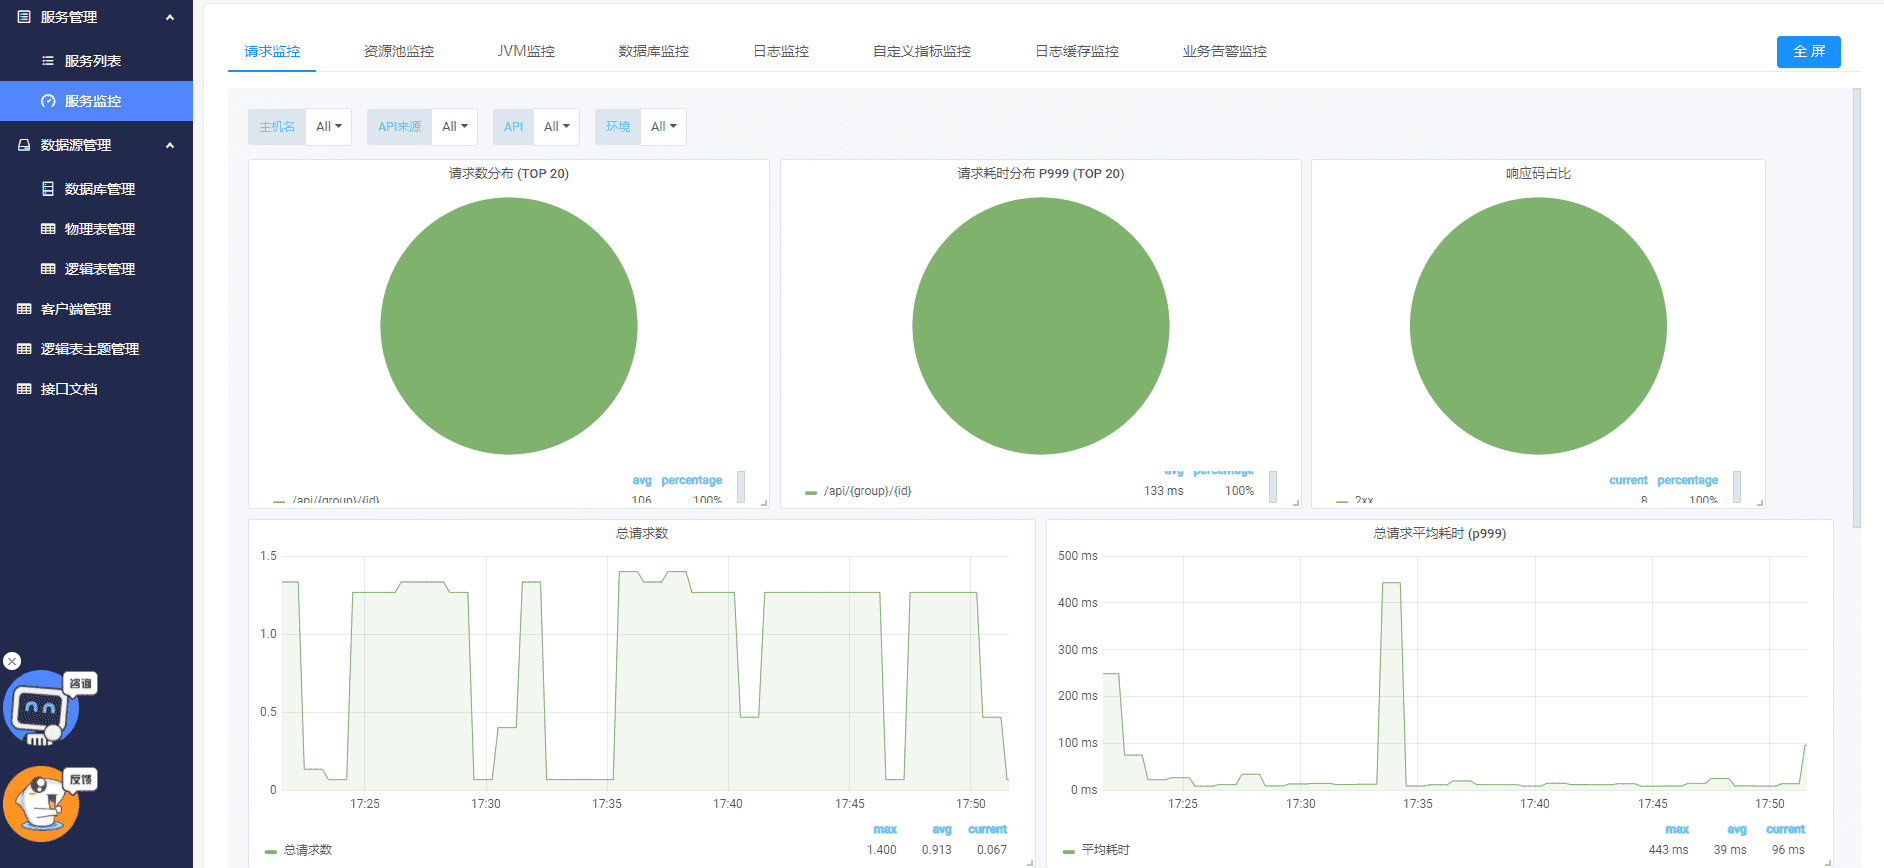 服务管理
服务列表
服务监控
数据源管理
数据库管理
物理表管理
逻辑表管理
客户端管理
逻辑表主题管理
接口文档
咨询
反馈
请求监控 资源池监控 JVM监控 数据库监控 日志监控 自定义指标监控 日志缓存监控 业务告警监控 全屏
主机名 All API来源 All API All 环境 All
请求数分布 (TOP 20)
avg percentage
/api/{group}/{id} 106 100%
请求耗时分布 P999 (TOP 20)
avg percentage
/api/{group}/{id} 133 ms 100%
响应码占比
current percentage
2xx 8 100%
总请求数
1.5
1.0
0.5
0
17:25 17:30 17:35 17:40 17:45 17:50
max avg current
总请求数 1.400 0.913 0.067
总请求平均耗时 (p999)
500 ms
400 ms
300 ms
200 ms
100 ms
0 ms
17:25 17:30 17:35 17:40 17:45 17:50
max avg current
平均耗时 443 ms 39 ms 96 ms